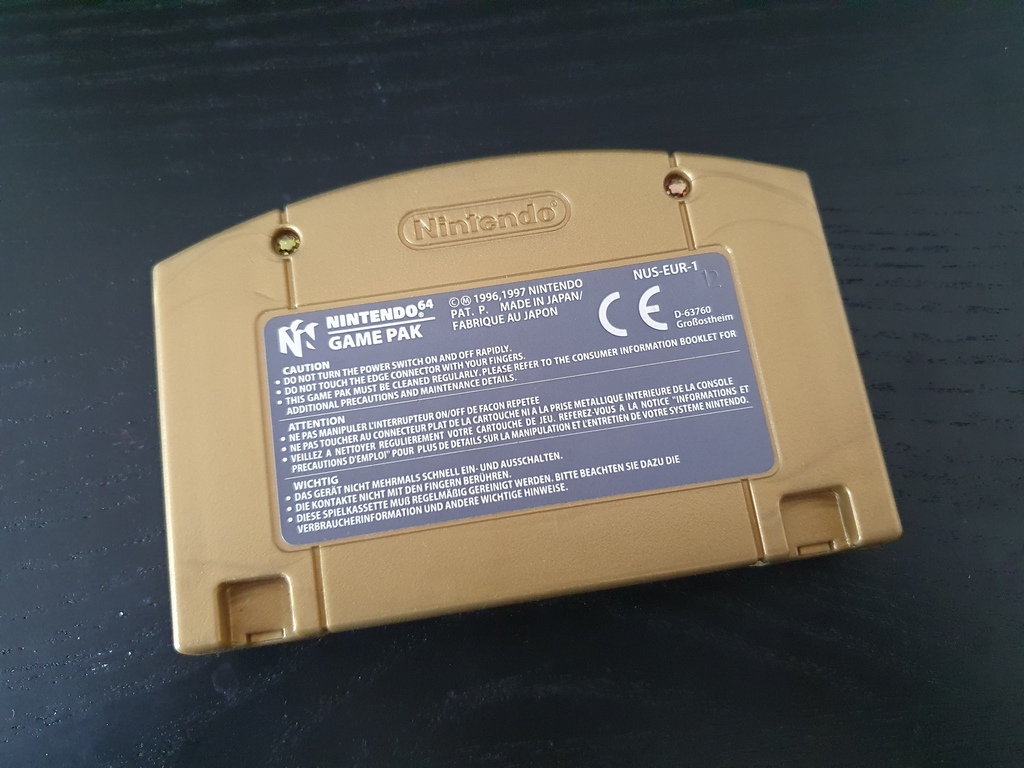 Nintendo®
NINTENDO64®
GAME PAK
©Ⓜ 1996,1997 NINTENDO
PAT. P. MADE IN JAPAN/
FABRIQUE AU JAPON
NUS-EUR-1
CE
D-63760
Großostheim
CAUTION
• DO NOT TURN THE POWER SWITCH ON AND OFF RAPIDLY.
• DO NOT TOUCH THE EDGE CONNECTOR WITH YOUR FINGERS.
• THIS GAME PAK MUST BE CLEANED REGULARLY. PLEASE REFER TO THE CONSUMER INFORMATION BOOKLET FOR
ADDITIONAL PRECAUTIONS AND MAINTENANCE DETAILS.
ATTENTION
• NE PAS MANIPULER L'INTERRUPTEUR ON/OFF DE FACON REPETEE
• NE PAS TOUCHER AU CONNECTEUR PLAT DE LA CARTOUCHE NI A LA PRISE METALLIQUE INTERIEURE DE LA CONSOLE
• VEILLEZ A NETTOYER REGULIEREMENT VOTRE CARTOUCHE DE JEU. REFEREZ-VOUS A LA NOTICE "INFORMATIONS ET
PRECAUTIONS D'EMPLOI" POUR PLUS DE DETAILS SUR LA MANIPULATION ET L'ENTRETIEN DE VOTRE SYSTEME NINTENDO.
WICHTIG
• DAS GERÄT NICHT MEHRMALS SCHNELL EIN- UND AUSSCHALTEN.
• DIE KONTAKTE NICHT MIT DEN FINGERN BERÜHREN.
• DIESE SPIELKASSETTE MUß REGELMÄßIG GEREINIGT WERDEN. BITTE BEACHTEN SIE DAZU DIE
VERBRAUCHERINFORMATION UND ANDERE WICHTIGE HINWEISE.